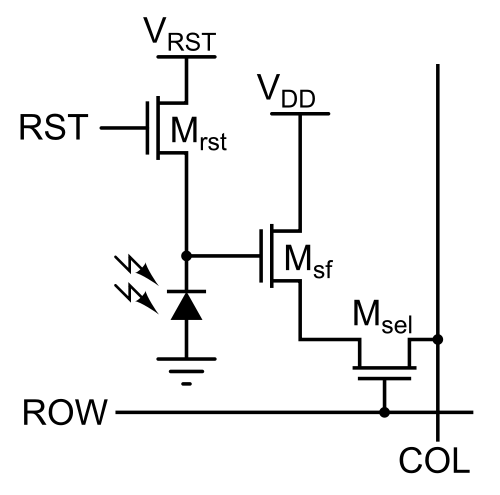 V_RST
V_DD
RST
M_rst
M_sf
M_sel
ROW
COL